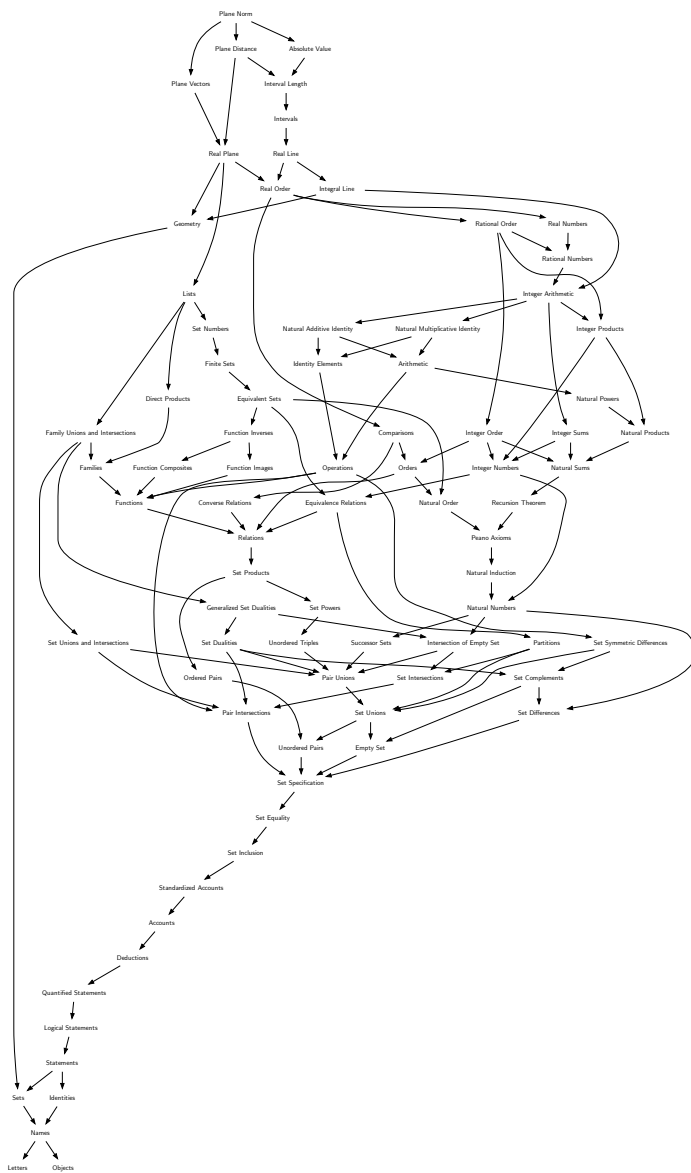 Plane Norm
Plane Distance
Absolute Value
Plane Vectors
Interval Length
Intervals
Real Plane
Real Line
Real Order
Integral Line
Geometry
Rational Order
Real Numbers
Rational Numbers
Lists
Integer Arithmetic
Set Numbers
Natural Additive Identity
Natural Multiplicative Identity
Integer Products
Finite Sets
Identity Elements
Arithmetic
Direct Products
Equivalent Sets
Natural Powers
Family Unions and Intersections
Function Inverses
Comparisons
Integer Order
Integer Sums
Natural Products
Families
Function Composites
Function Images
Operations
Orders
Integer Numbers
Natural Sums
Functions
Converse Relations
Equivalence Relations
Natural Order
Recursion Theorem
Relations
Peano Axioms
Set Products
Natural Induction
Generalized Set Dualities
Set Powers
Natural Numbers
Set Unions and Intersections
Set Dualities
Unordered Triples
Successor Sets
Intersection of Empty Set
Partitions
Set Symmetric Differences
Ordered Pairs
Pair Unions
Set Intersections
Set Complements
Pair Intersections
Set Unions
Set Differences
Unordered Pairs
Empty Set
Set Specification
Set Equality
Set Inclusion
Standardized Accounts
Accounts
Deductions
Quantified Statements
Logical Statements
Statements
Sets
Identities
Names
Letters
Objects